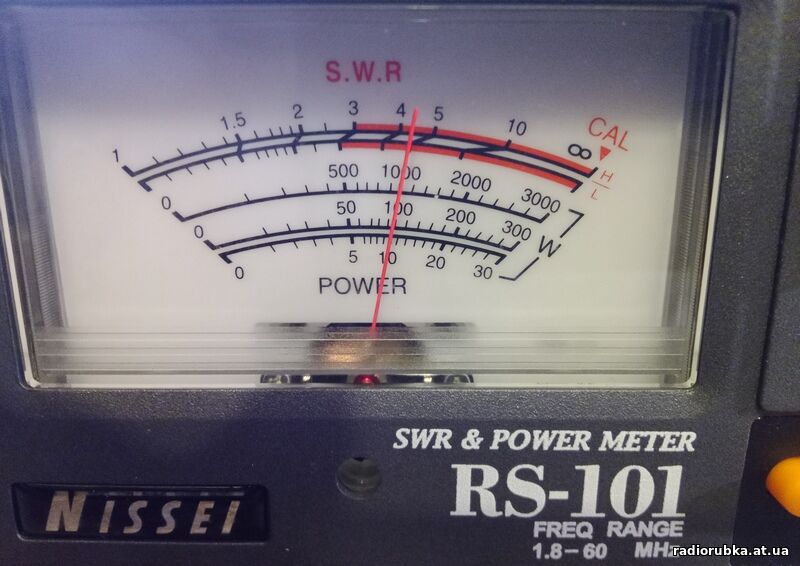 S.W.R
1 1.5 2 3 4 5 10 ∞ CAL
H
L
0 500 1000 2000 3000
0 50 100 200 300 W
0 5 10 20 30
POWER
SWR & POWER METER
RS-101
NISSEI
FREQ RANGE
1.8-60 MHz
radiorubka.at.ua